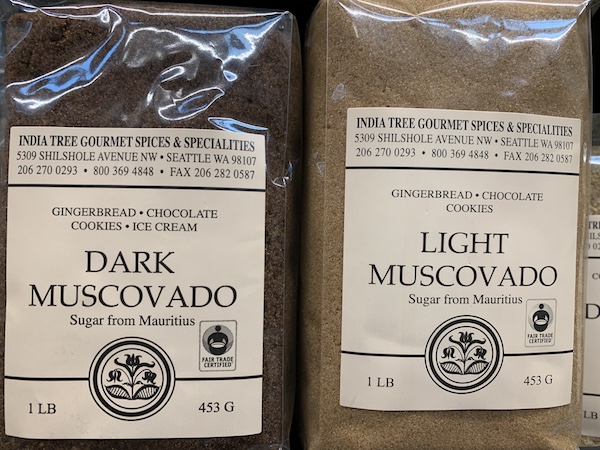 INDIA TREE GOURMET SPICES & SPECIALITIES
5309 SHILSHOLE AVENUE NW • SEATTLE WA 98107
206 270 0293 • 800 369 4848 • FAX 206 282 0587
GINGERBREAD • CHOCOLATE
COOKIES • ICE CREAM
DARK
MUSCOVADO
Sugar from Mauritius
FAIR TRADE
CERTIFIED
1 LB
453 G
INDIA TREE GOURMET SPICES & SPECIALITIES
5309 SHILSHOLE AVENUE NW • SEATTLE WA 98107
206 270 0293 • 800 369 4848 • FAX 206 282 0587
GINGERBREAD • CHOCOLATE
COOKIES
LIGHT
MUSCOVADO
Sugar from Mauritius
FAIR TRADE
CERTIFIED
1 LB
453 G
D
LB